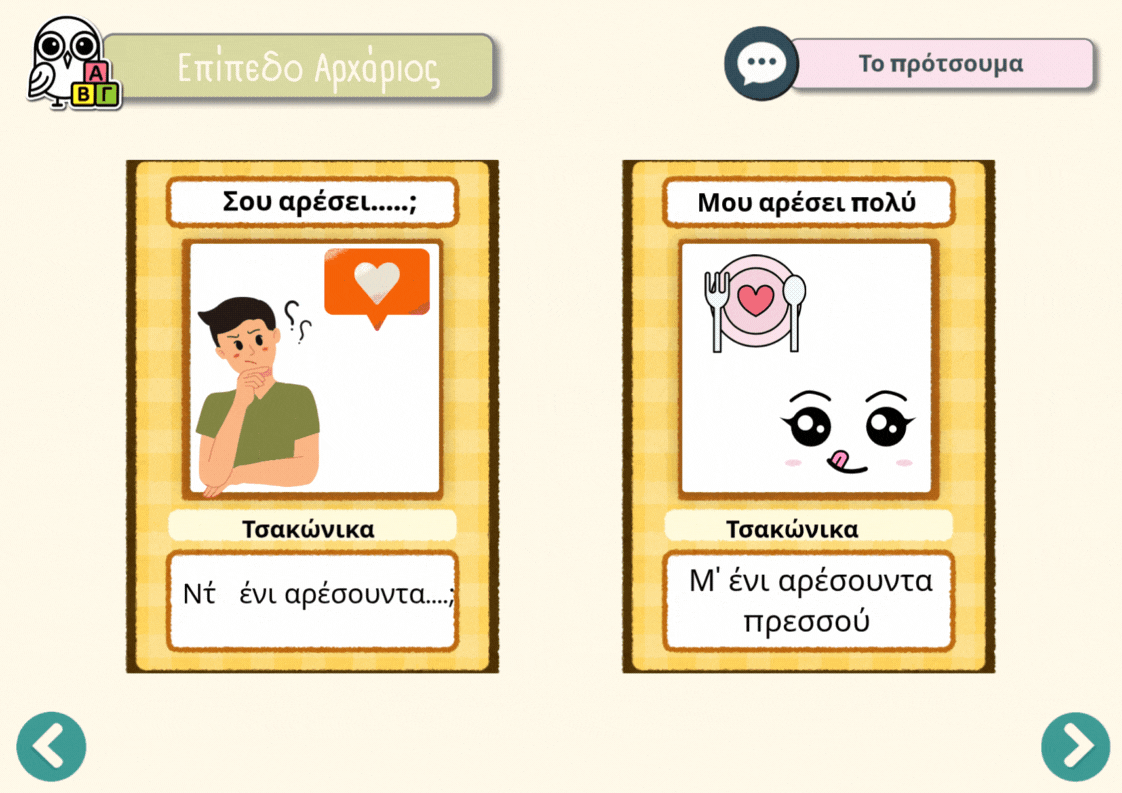 Επίπεδο Αρχάριος
Α
Β Γ
Το πρότσουμα
Σου αρέσει.....;
Τσακώνικα
Ντ΄ ένι αρέσουντα....;
Μου αρέσει πολύ
Τσακώνικα
Μ' ένι αρέσουντα
πρεσσού